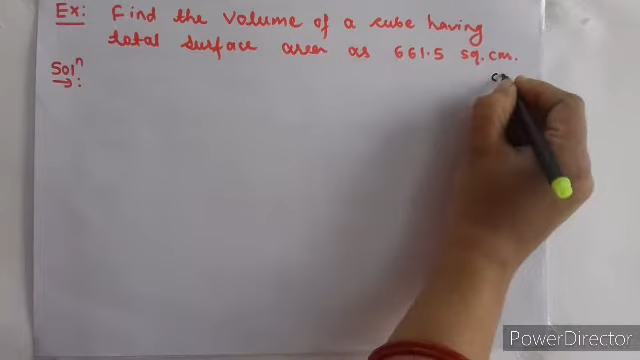 Ex: Find the volume of a cube having
total surface area as 661.5 sq.cm.
Solⁿ
→:
PowerDirector